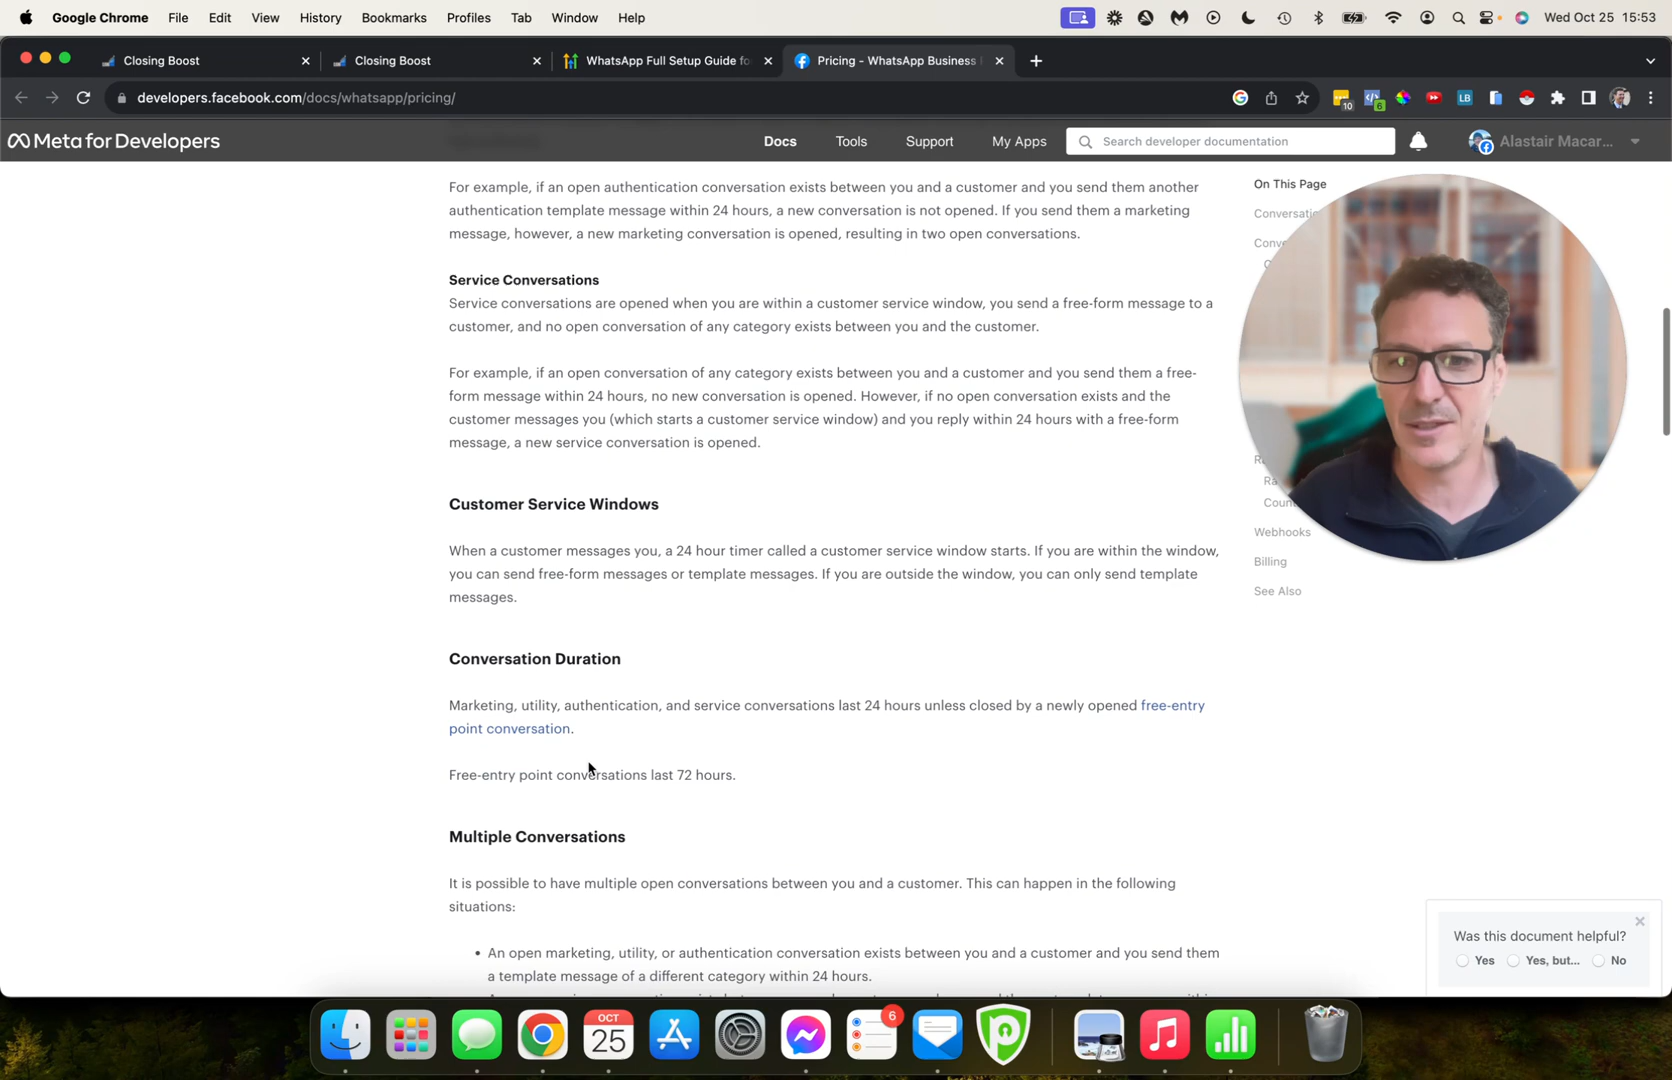 Google Chrome File Edit View History Bookmarks Profiles Tab Window Help Wed Oct 25 15:53
Closing Boost Closing Boost WhatsApp Full Setup Guide fo Pricing - WhatsApp Business
developers.facebook.com/docs/whatsapp/pricing/ 10 6 LB
Meta for Developers Docs Tools Support My Apps Search developer documentation Alastair Macar...
For example, if an open authentication conversation exists between you and a customer and you send them another
authentication template message within 24 hours, a new conversation is not opened. If you send them a marketing
message, however, a new marketing conversation is opened, resulting in two open conversations.
Service Conversations
Service conversations are opened when you are within a customer service window, you send a free-form message to a
customer, and no open conversation of any category exists between you and the customer.
For example, if an open conversation of any category exists between you and a customer and you send them a free-
form message within 24 hours, no new conversation is opened. However, if no open conversation exists and the
customer messages you (which starts a customer service window) and you reply within 24 hours with a free-form
message, a new service conversation is opened.
Customer Service Windows
When a customer messages you, a 24 hour timer called a customer service window starts. If you are within the window,
you can send free-form messages or template messages. If you are outside the window, you can only send template
messages.
Conversation Duration
Marketing, utility, authentication, and service conversations last 24 hours unless closed by a newly opened free-entry
point conversation.
Free-entry point conversations last 72 hours.
Multiple Conversations
It is possible to have multiple open conversations between you and a customer. This can happen in the following
situations:
• An open marketing, utility, or authentication conversation exists between you and a customer and you send them
a template message of a different category within 24 hours.
On This Page
Conversatio
Conve
Ra
Count
Webhooks
Billing
See Also
Was this document helpful?
Yes Yes, but... No
OCT
25
6